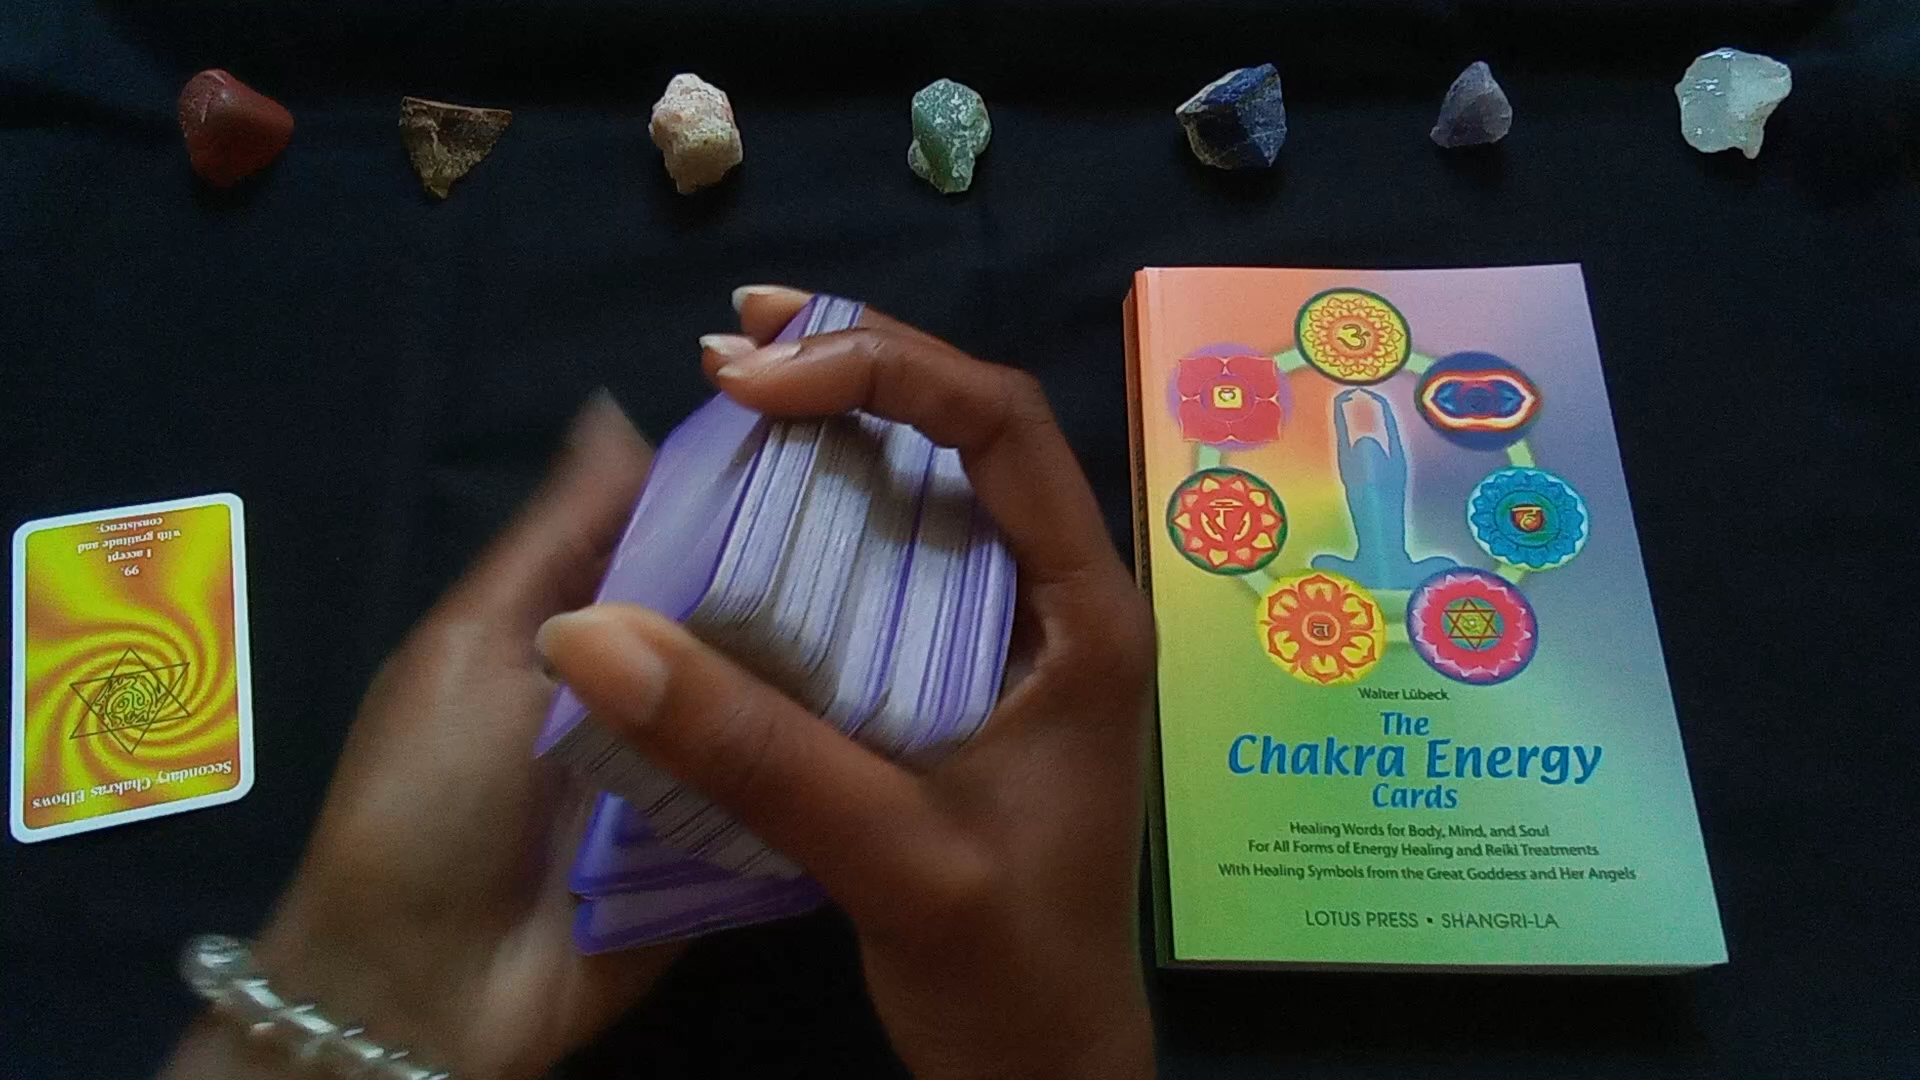 99.
I accept
with gratitude and
consistency.
Secondary Chakras Elbows
Walter Lübeck
The
Chakra Energy
Cards
Healing Words for Body, Mind, and Soul
For All Forms of Energy Healing and Reiki Treatments
With Healing Symbols from the Great Goddess and Her Angels
LOTUS PRESS • SHANGRI-LA